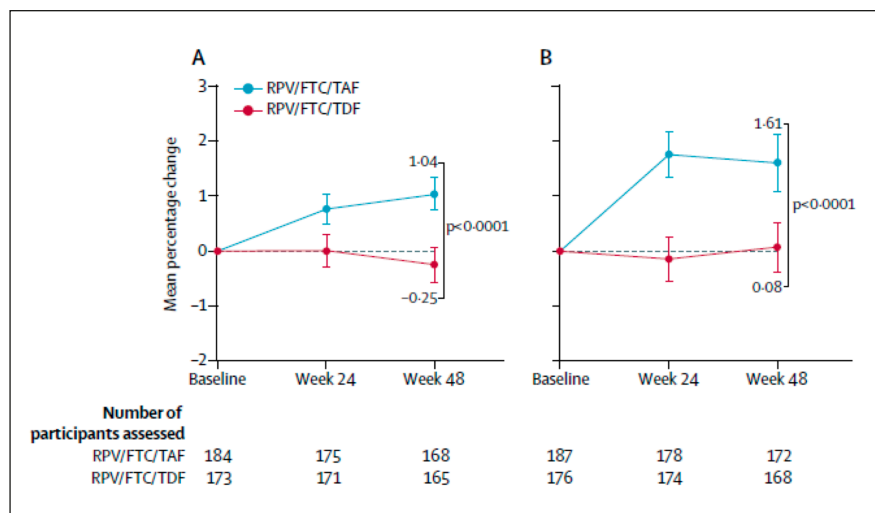 A
B
3
2
1
0
−1
−2
Mean percentage change
RPV/FTC/TAF
RPV/FTC/TDF
1·04
p<0·0001
−0·25
1·61
p<0·0001
0·08
Baseline Week 24 Week 48 Baseline Week 24 Week 48
Number of
participants assessed
RPV/FTC/TAF 184 175 168 187 178 172
RPV/FTC/TDF 173 171 165 176 174 168